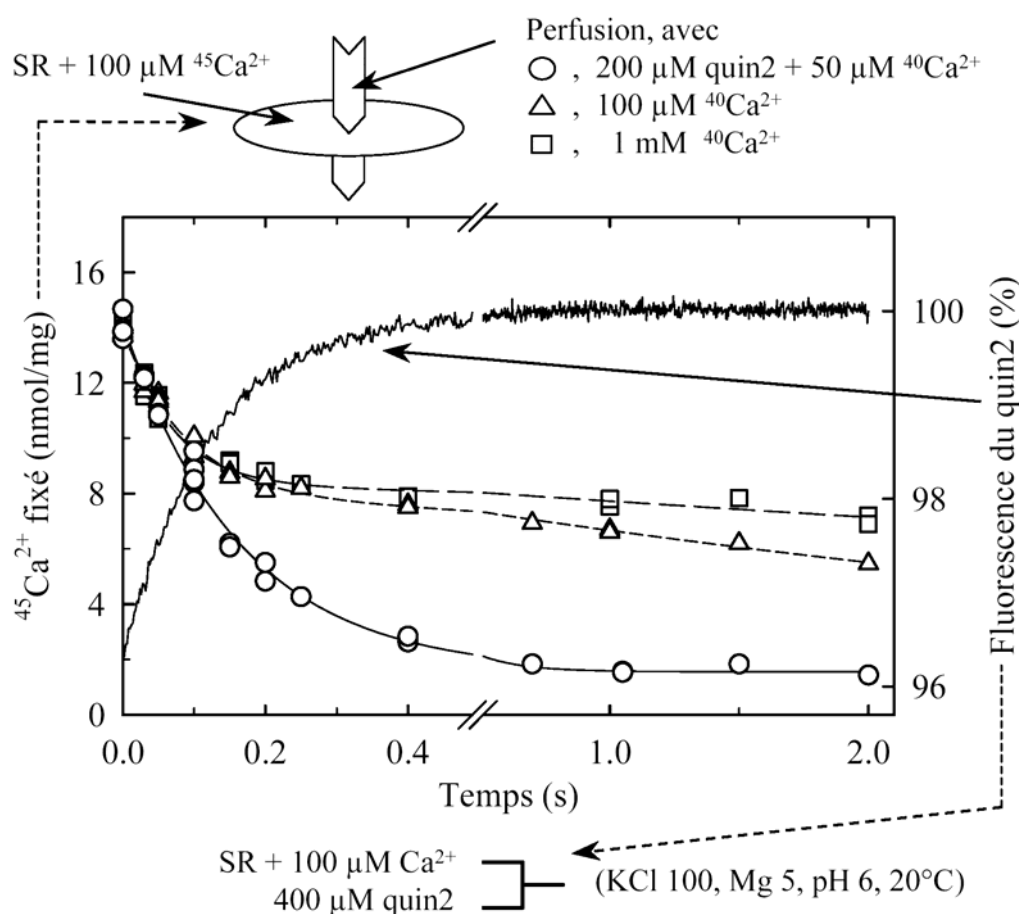 SR + 100 µM ⁴⁵Ca²⁺
Perfusion, avec
, 200 µM quin2 + 50 µM ⁴⁰Ca²⁺
, 100 µM ⁴⁰Ca²⁺
, 1 mM ⁴⁰Ca²⁺
⁴⁵Ca²⁺ fixé (nmol/mg)
16
12
8
4
0
100
98
96
Fluorescence du quin2 (%)
0.0 0.2 0.4 1.0 2.0
Temps (s)
SR + 100 µM Ca²⁺
400 µM quin2
(KCl 100, Mg 5, pH 6, 20°C)